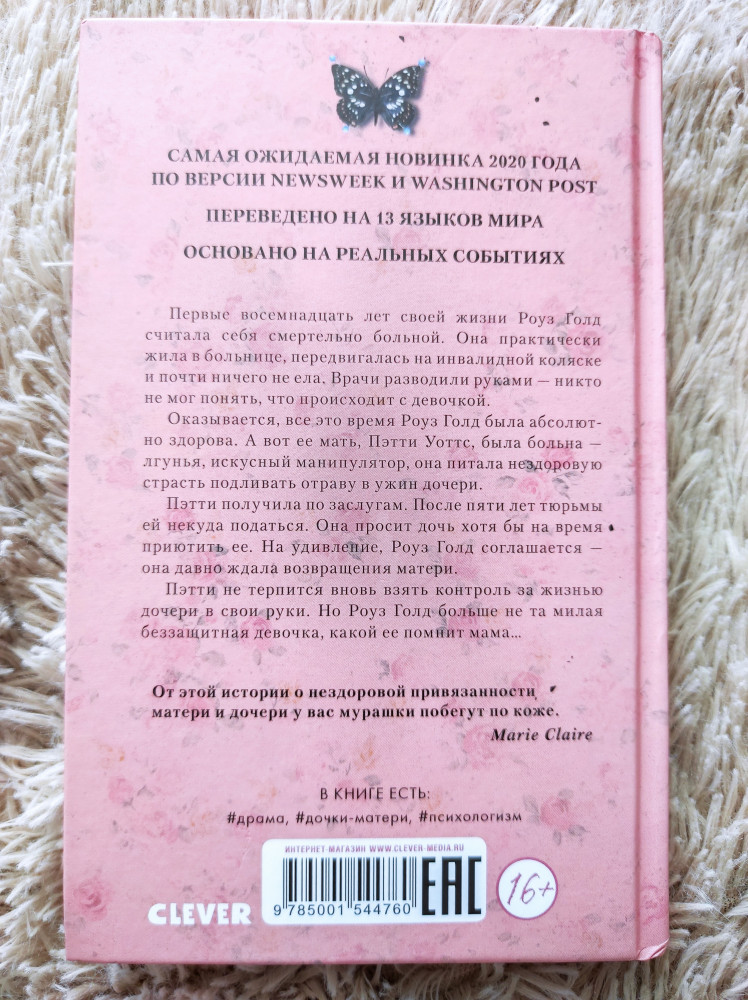 САМАЯ ОЖИДАЕМАЯ НОВИНКА 2020 ГОДА
ПО ВЕРСИИ NEWSWEEK И WASHINGTON POST
ПЕРЕВЕДЕНО НА 13 ЯЗЫКОВ МИРА
ОСНОВАНО НА РЕАЛЬНЫХ СОБЫТИЯХ
Первые восемнадцать лет своей жизни Роуз Голд
считала себя смертельно больной. Она практически
жила в больнице, передвигалась на инвалидной коляске
и почти ничего не ела. Врачи разводили руками — никто
не мог понять, что происходит с девочкой.
Оказывается, все это время Роуз Голд была абсолют-
но здорова. А вот ее мать, Пэтти Уоттс, была больна —
лгунья, искусный манипулятор, она питала нездоровую
страсть подливать отраву в ужин дочери.
Пэтти получила по заслугам. После пяти лет тюрьмы
ей некуда податься. Она просит дочь хотя бы на время
приютить ее. На удивление, Роуз Голд соглашается —
она давно ждала возвращения матери.
Пэтти не терпится вновь взять контроль за жизнью
дочери в свои руки. Но Роуз Голд больше не та милая
беззащитная девочка, какой ее помнит мама...
От этой истории о нездоровой привязанности
матери и дочери у вас мурашки побегут по коже.
Marie Claire
В КНИГЕ ЕСТЬ:
#драма, #дочки-матери, #психологизм
ИНТЕРНЕТ-МАГАЗИН WWW.CLEVER-MEDIA.RU
CLEVER
9 785001 544760
EAC
16+